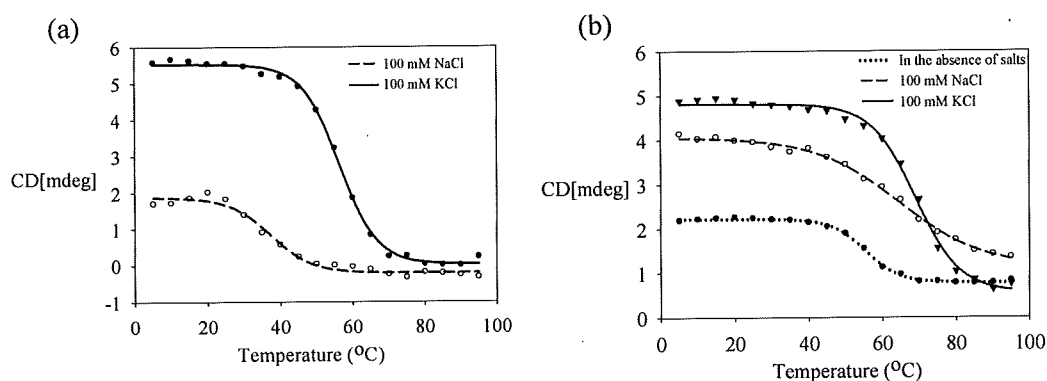 (a)
6
5
4
3
2
1
0
-1
CD[mdeg]
100 mM NaCl
100 mM KCl
0 20 40 60 80 100
Temperature (°C)
(b)
6
5
4
3
2
1
0
CD[mdeg]
In the absence of salts
100 mM NaCl
100 mM KCl
0 20 40 60 80 100
Temperature (°C)